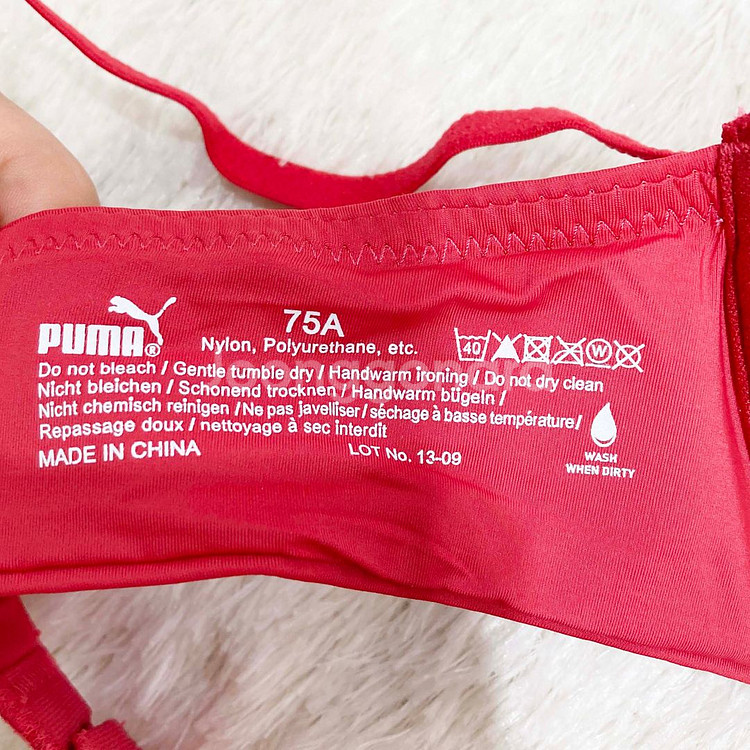 PUMA®
75A
Nylon, Polyurethane, etc.
40
W
Do not bleach / Gentle tumble dry / Handwarm ironing / Do not dry clean
Nicht bleichen / Schonend trocknen / Handwarm bügeln /
Nicht chemisch reinigen / Ne pas javelliser / séchage à basse température /
Repassage doux / nettoyage à sec interdit
MADE IN CHINA
LOT No. 13-09
WASH
WHEN DIRTY